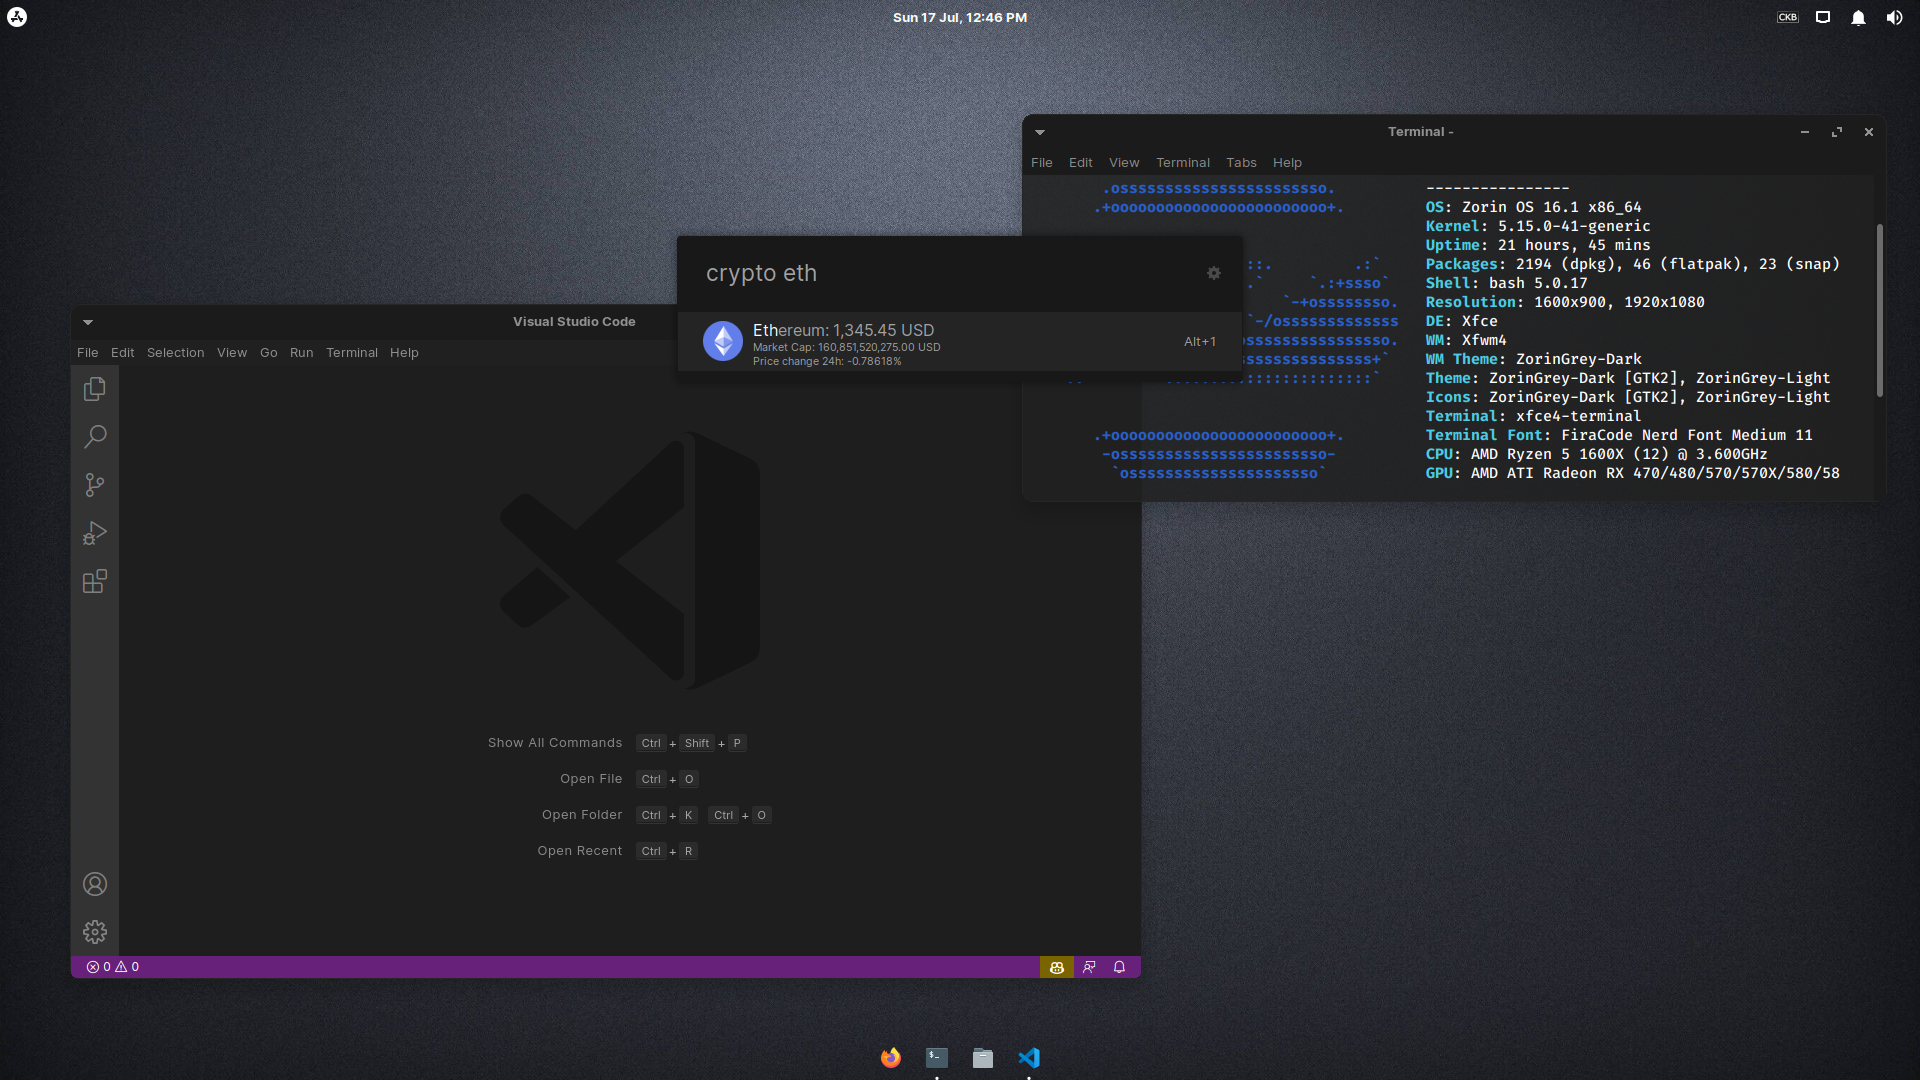 Sun 17 Jul, 12:46 PM
CKB
Terminal -
File Edit View Terminal Tabs Help
.osssssssssssssssssssssso.
.+oooooooooooooooooooooooo+.
----------------
OS: Zorin OS 16.1 x86_64
Kernel: 5.15.0-41-generic
Uptime: 21 hours, 45 mins
Packages: 2194 (dpkg), 46 (flatpak), 23 (snap)
Shell: bash 5.0.17
Resolution: 1600x900, 1920x1080
DE: Xfce
WM: Xfwm4
WM Theme: ZorinGrey-Dark
Theme: ZorinGrey-Dark [GTK2], ZorinGrey-Light
Icons: ZorinGrey-Dark [GTK2], ZorinGrey-Light
Terminal: xfce4-terminal
Terminal Font: FiraCode Nerd Font Medium 11
CPU: AMD Ryzen 5 1600X (12) @ 3.600GHz
GPU: AMD ATI Radeon RX 470/480/570/570X/580/58
.+oooooooooooooooooooooooo+.
-osssssssssssssssssssssso-
`osssssssssssssssssssso`
crypto eth
Ethereum: 1,345.45 USD
Market Cap: 160,851,520,275.00 USD
Price change 24h: -0.78618%
Alt+1
Visual Studio Code
File Edit Selection View Go Run Terminal Help
Show All Commands Ctrl + Shift + P
Open File Ctrl + O
Open Folder Ctrl + K Ctrl + O
Open Recent Ctrl + R
0 0